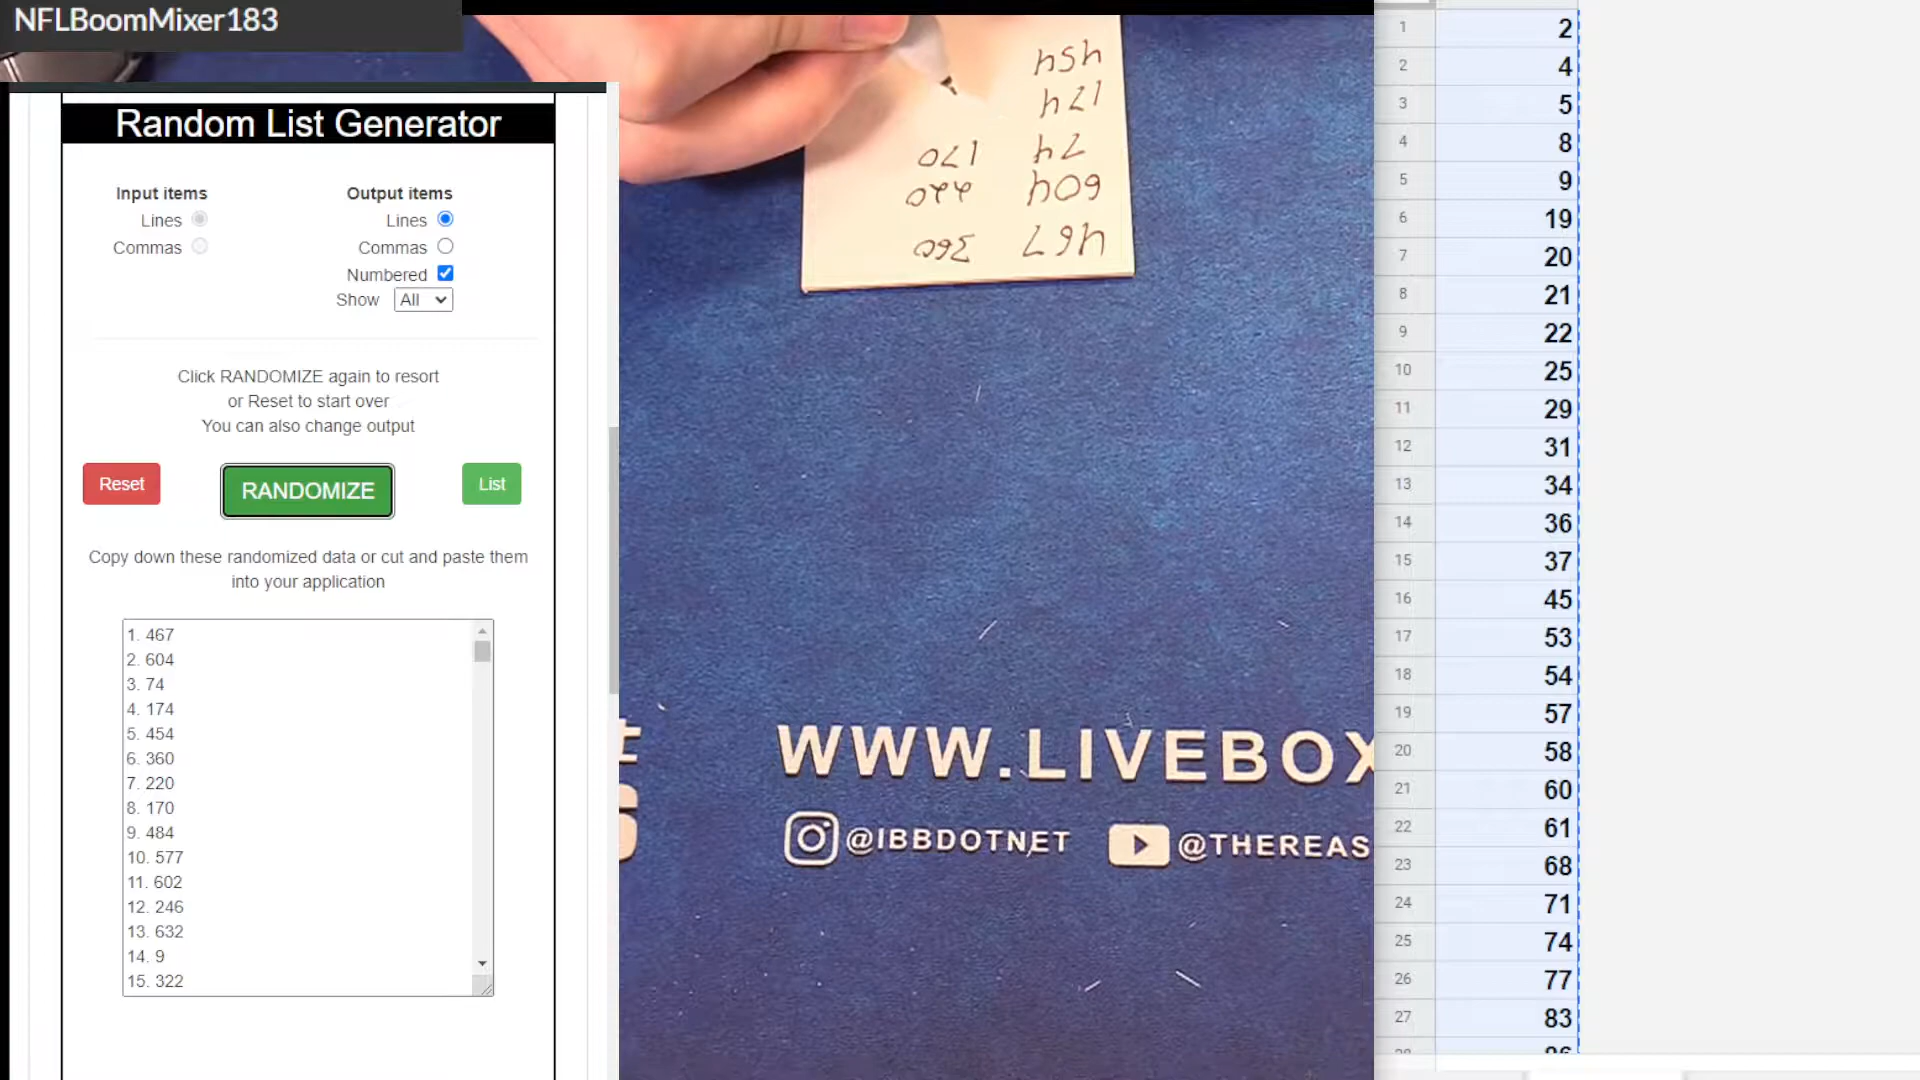 NFLBoomMixer183
Random List Generator
Input items
Output items
Lines
Lines
Commas
Commas
Numbered
Show All
Click RANDOMIZE again to resort
or Reset to start over
You can also change output
Reset
RANDOMIZE
List
Copy down these randomized data or cut and paste them
into your application
1. 467
2. 604
3. 74
4. 174
5. 454
6. 360
7. 220
8. 170
9. 484
10. 577
11. 602
12. 246
13. 632
14. 9
15. 322
467
604
74
174
454
360
220
170
WWW.LIVEBOX
@IBBDOTNET
@THEREAS
1 2
2 4
3 5
4 8
5 9
6 19
7 20
8 21
9 22
10 25
11 29
12 31
13 34
14 36
15 37
16 45
17 53
18 54
19 57
20 58
21 60
22 61
23 68
24 71
25 74
26 77
27 83